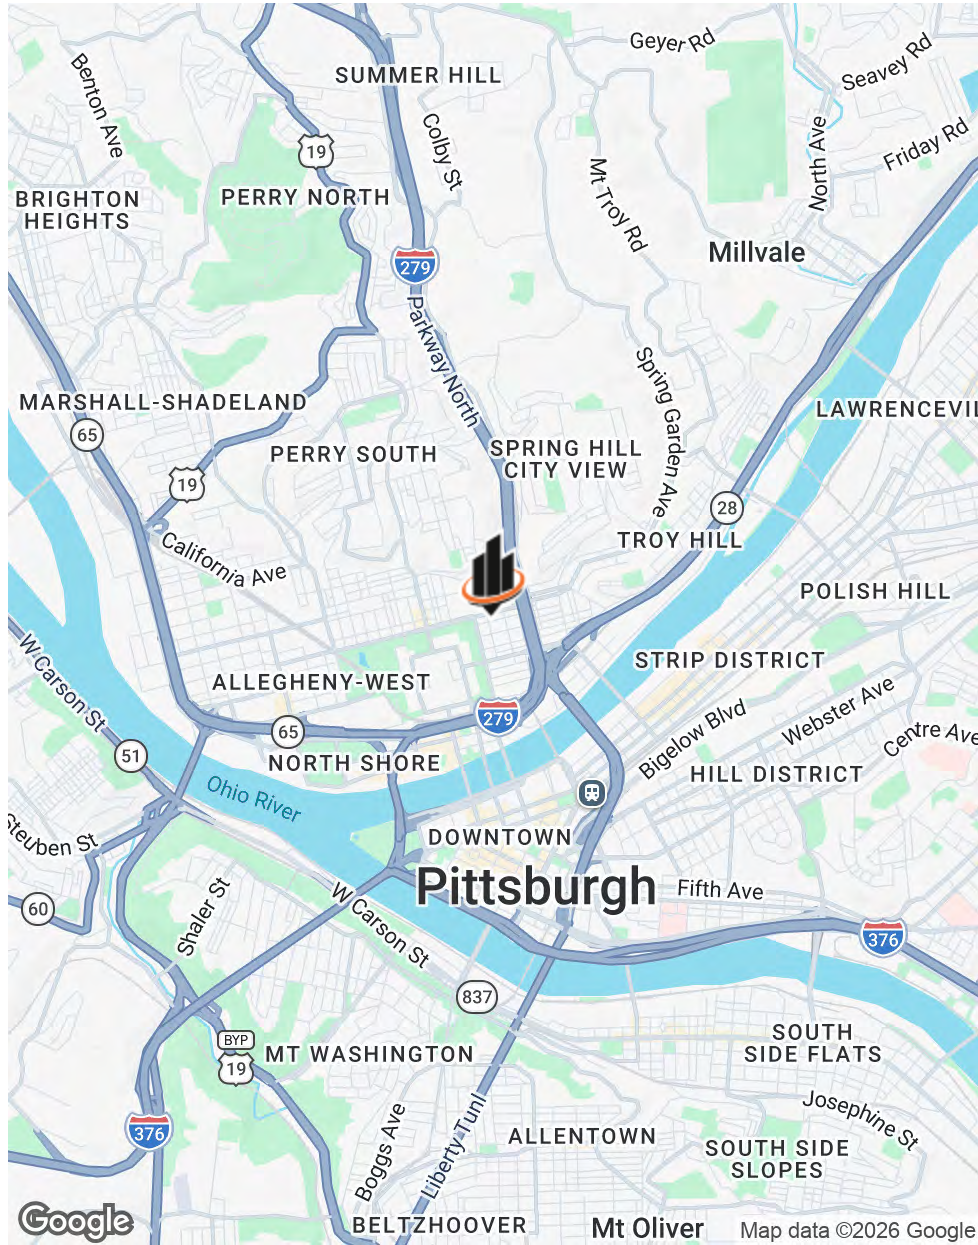 Geyer Rd
Seavey Rd
SUMMER HILL
Benton Ave
Colby St
North Ave
Friday Rd
19
Mt Troy Rd
PERRY NORTH
BRIGHTON
HEIGHTS
Millvale
279
Parkway North
Spring Garden Ave
MARSHALL-SHADELAND
LAWRENCEVIL
65
PERRY SOUTH
SPRING HILL
CITY VIEW
19
28
California Ave
TROY HILL
POLISH HILL
W Carson St
STRIP DISTRICT
ALLEGHENY-WEST
Webster Ave
279
Bigelow Blvd
65
Centre Ave
51
NORTH SHORE
HILL DISTRICT
Ohio River
Steuben St
DOWNTOWN
Pittsburgh
Fifth Ave
60
Shaler St
W Carson St
376
837
BYP
19
MT WASHINGTON
SOUTH
SIDE FLATS
376
Boggs Ave
Liberty Tunl
Josephine St
ALLENTOWN
SOUTH SIDE
SLOPES
Google
BELTZHOOVER
Mt Oliver
Map data ©2026 Google